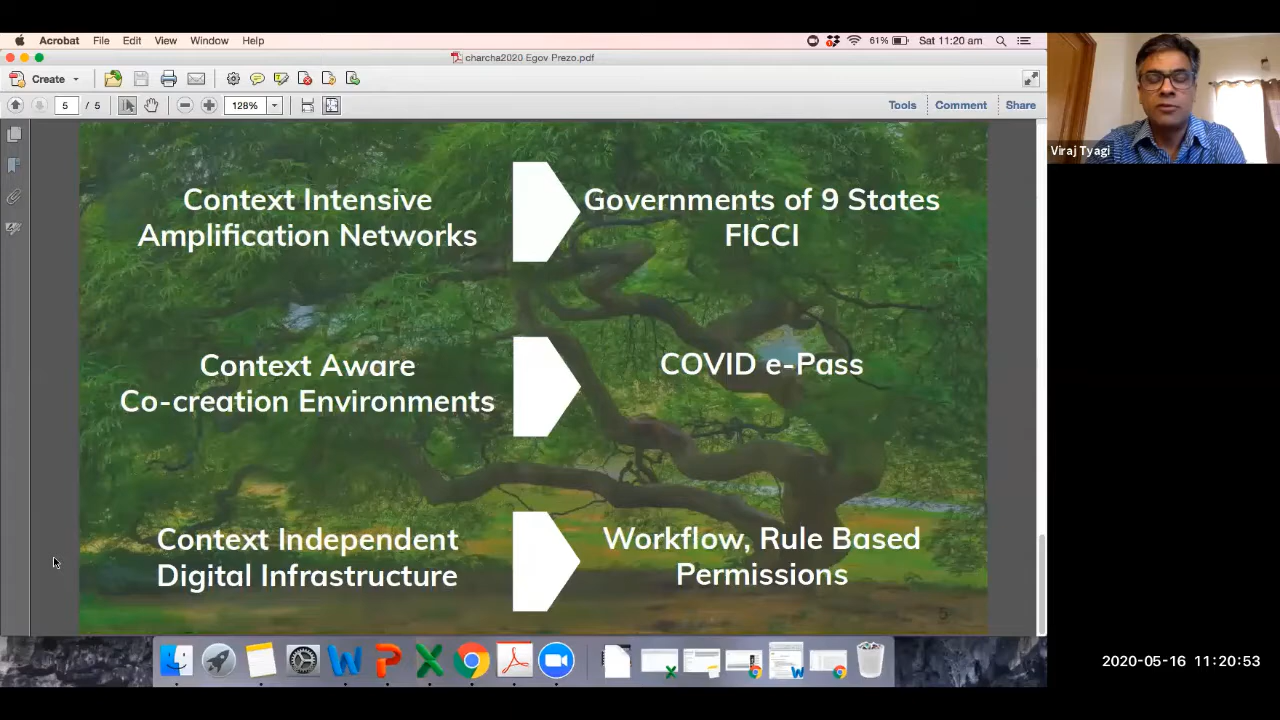 Acrobat File Edit View Window Help
61% Sat 11:20 am
charcha2020 Egov Prezo.pdf
Create
5 / 5
128%
Tools Comment Share
Viraj Tyagi
Context Intensive
Amplification Networks
Governments of 9 States
FICCI
Context Aware
Co-creation Environments
COVID e-Pass
Context Independent
Digital Infrastructure
Workflow, Rule Based
Permissions
5
2020-05-16 11:20:53